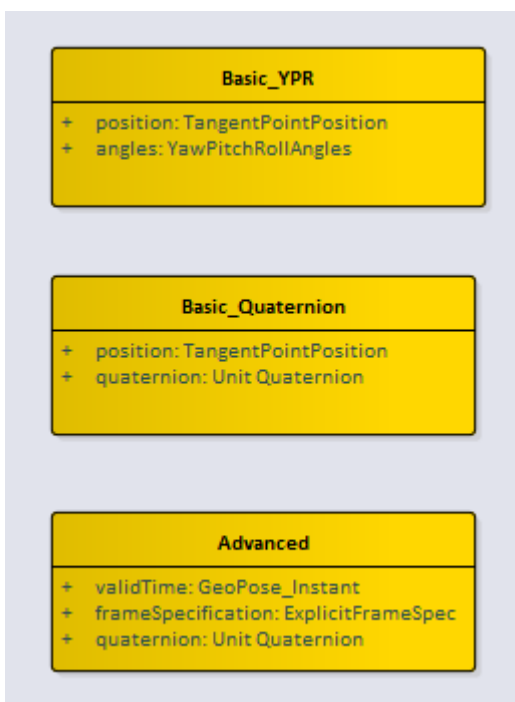 Basic_YPR
+ position: TangentPointPosition
+ angles: YawPitchRollAngles
Basic_Quaternion
+ position: TangentPointPosition
+ quaternion: Unit Quaternion
Advanced
+ validTime: GeoPose_Instant
+ frameSpecification: ExplicitFrameSpec
+ quaternion: Unit Quaternion